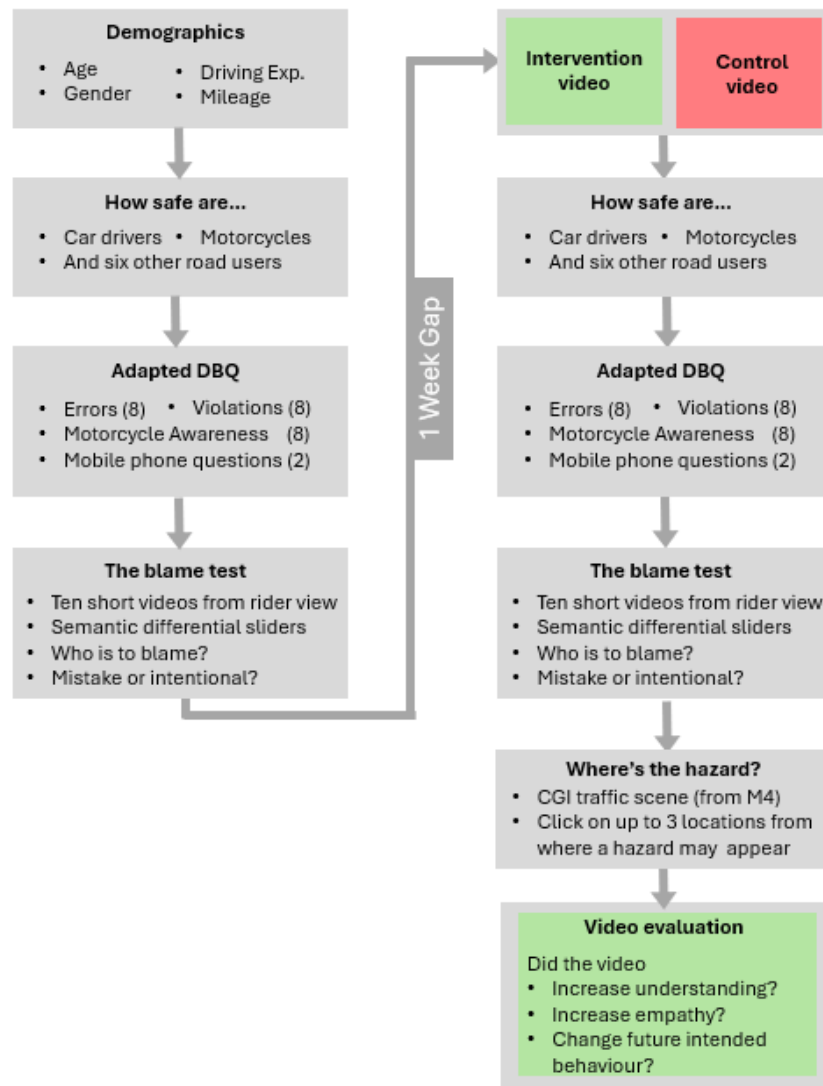 Demographics
• Age
• Driving Exp.
• Gender
• Mileage
How safe are...
• Car drivers • Motorcycles
• And six other road users
Adapted DBQ
• Errors (8) • Violations (8)
• Motorcycle Awareness (8)
• Mobile phone questions (2)
The blame test
• Ten short videos from rider view
• Semantic differential sliders
• Who is to blame?
• Mistake or intentional?
1 Week Gap
Intervention
video
Control
video
How safe are...
• Car drivers • Motorcycles
• And six other road users
Adapted DBQ
• Errors (8) • Violations (8)
• Motorcycle Awareness (8)
• Mobile phone questions (2)
The blame test
• Ten short videos from rider view
• Semantic differential sliders
• Who is to blame?
• Mistake or intentional?
Where's the hazard?
• CGI traffic scene (from M4)
• Click on up to 3 locations from
where a hazard may appear
Video evaluation
Did the video
• Increase understanding?
• Increase empathy?
• Change future intended
behaviour?